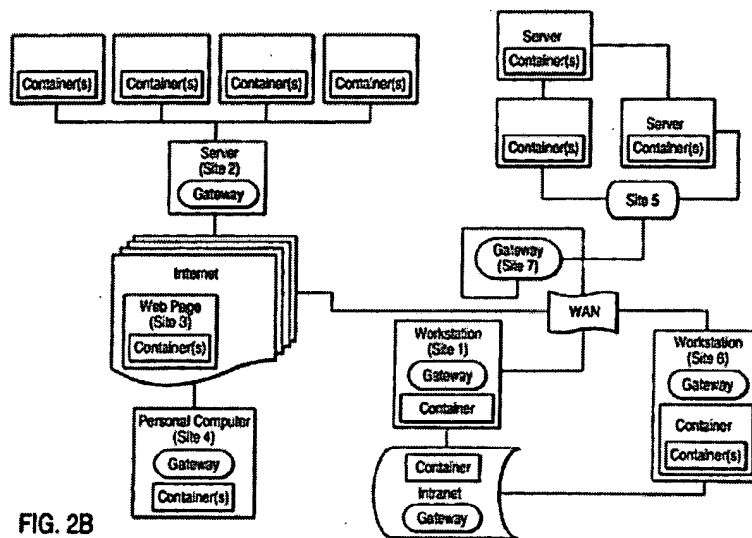 Container(s)
Container(s)
Container(s)
Container(s)
Server
(Site 2)
Gateway
Internet
Web Page
(Site 3)
Container(s)
Personal Computer
(Site 4)
Gateway
Container(s)
Server
Container(s)
Container(s)
Server
Container(s)
Site 5
Gateway
(Site 7)
WAN
Workstation
(Site 1)
Gateway
Container
Workstation
(Site 6)
Gateway
Container
Container(s)
Container
Intranet
Gateway
FIG. 2B